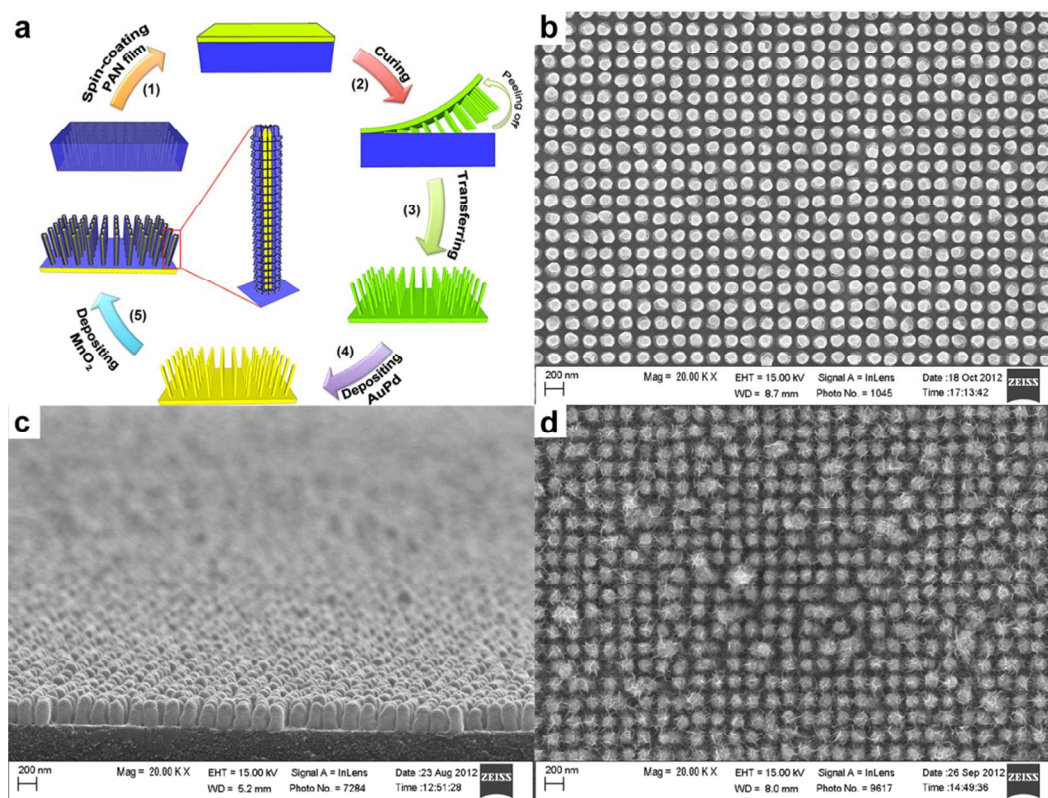 a
Spin-coating
PAN film
(1)
Curing
(2)
Peeling off
Transferring
(3)
(4)
Depositing
AuPd
(5)
Depositing
MnO₂
b
200 nm
Mag = 20.00 K X
EHT = 15.00 kV
Signal A = InLens
Date :18 Oct 2012
WD = 8.7 mm
Photo No. = 1045
Time :17:13:42
ZEISS
c
200 nm
Mag = 20.00 K X
EHT = 15.00 kV
Signal A = InLens
Date :23 Aug 2012
WD = 5.2 mm
Photo No. = 7284
Time :12:51:28
ZEISS
d
200 nm
Mag = 20.00 K X
EHT = 15.00 kV
Signal A = InLens
Date :26 Sep 2012
WD = 8.0 mm
Photo No. = 9617
Time :14:49:36
ZEISS